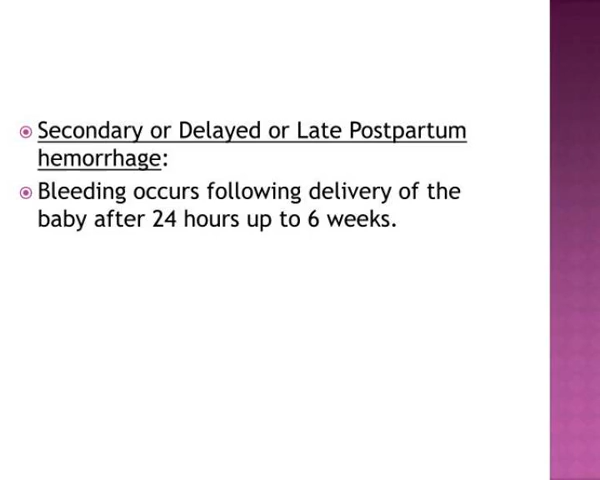 Secondary or Delayed or Late Postpartum
hemorrhage:
Bleeding occurs following delivery of the
baby after 24 hours up to 6 weeks.